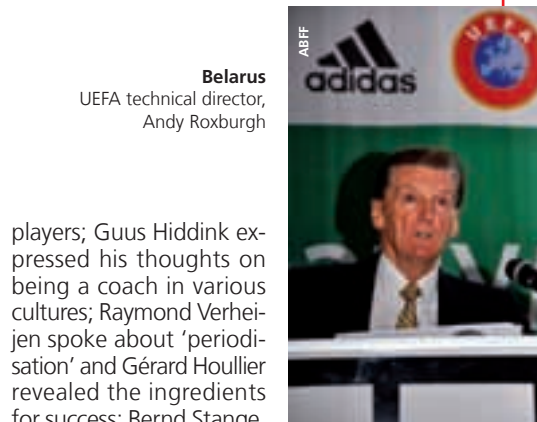 Belarus
UEFA technical director,
Andy Roxburgh
ABFF
adidas
UEFA
players; Guus Hiddink ex-
pressed his thoughts on
being a coach in various
cultures; Raymond Verhei-
jen spoke about 'periodi-
sation' and Gérard Houllier
revealed the ingredients
for success; Bernd Stange,